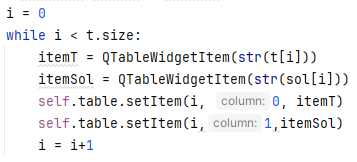 i = 0
while i < t.size:
    itemT = QTableWidgetItem(str(t[i]))
    itemSol = QTableWidgetItem(str(sol[i]))
    self.table.setItem(i, column: 0, itemT)
    self.table.setItem(i, column: 1,itemSol)
    i = i+1